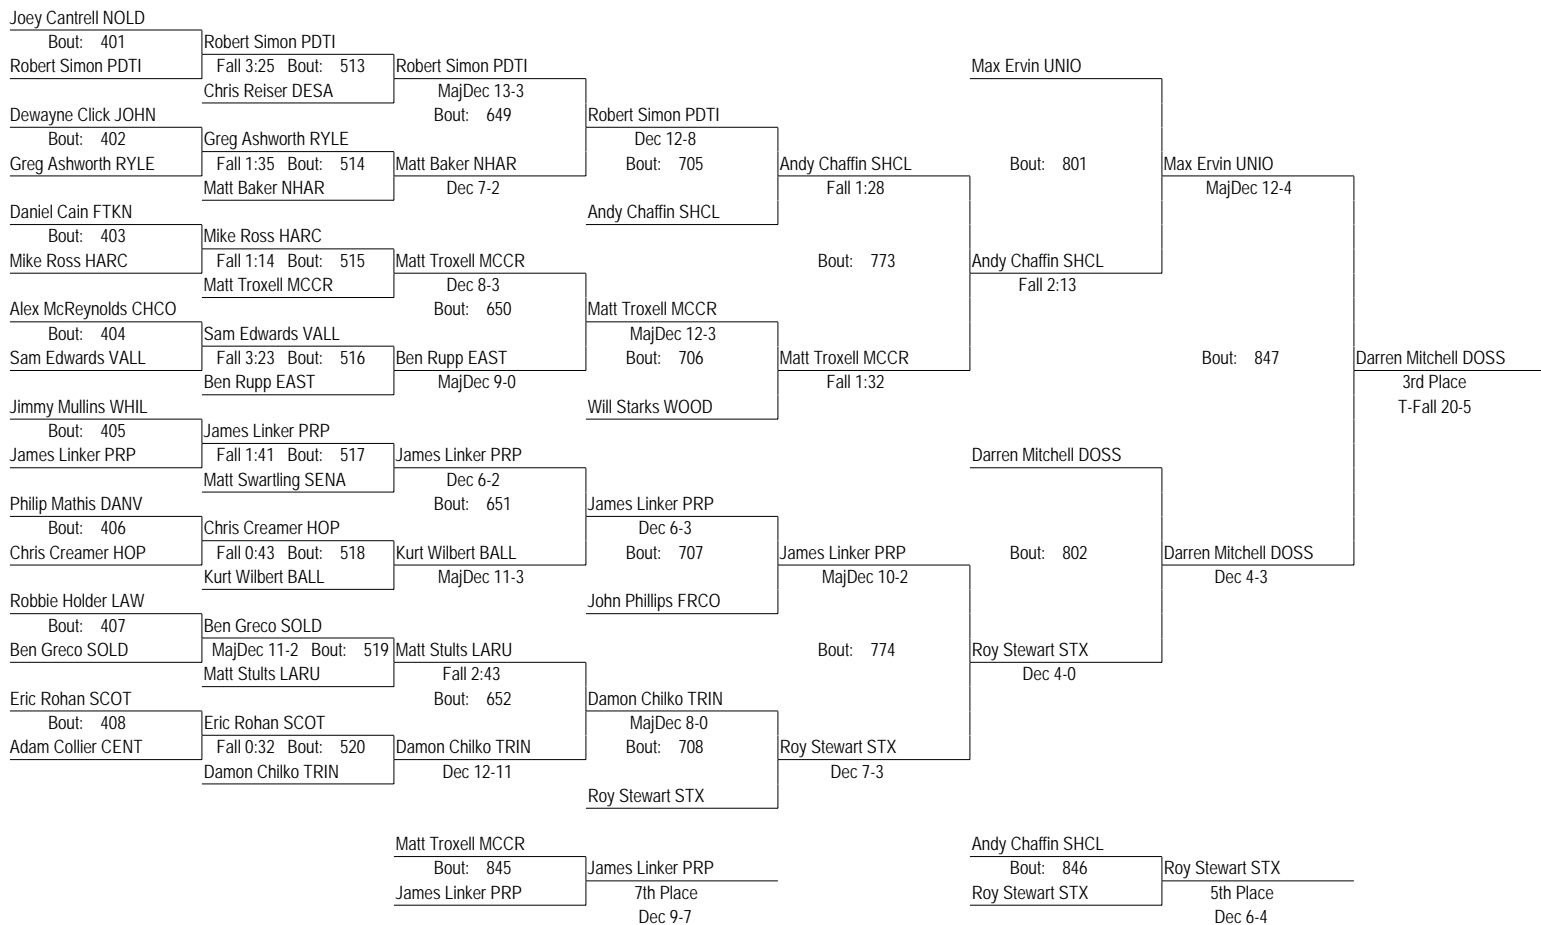 Joey Cantrell NOLD
Bout: 401 Robert Simon PDTI
Robert Simon PDTI Fall 3:25 Bout: 513 Robert Simon PDTI Max Ervin UNIO
Chris Reiser DESA MajDec 13-3
Dewayne Click JOHN Bout: 649 Robert Simon PDTI
Bout: 402 Greg Ashworth RYLE Dec 12-8
Greg Ashworth RYLE Fall 1:35 Bout: 514 Matt Baker NHAR Bout: 705 Andy Chaffin SHCL Bout: 801 Max Ervin UNIO
Matt Baker NHAR Dec 7-2 Fall 1:28 MajDec 12-4
Daniel Cain FTKN Andy Chaffin SHCL
Bout: 403 Mike Ross HARC
Mike Ross HARC Fall 1:14 Bout: 515 Matt Troxell MCCR Bout: 773 Andy Chaffin SHCL
Matt Troxell MCCR Dec 8-3 Fall 2:13
Alex McReynolds CHCO Bout: 650 Matt Troxell MCCR
Bout: 404 Sam Edwards VALL MajDec 12-3
Sam Edwards VALL Fall 3:23 Bout: 516 Ben Rupp EAST Bout: 706 Matt Troxell MCCR Bout: 847 Darren Mitchell DOSS
Ben Rupp EAST MajDec 9-0 Fall 1:32 3rd Place
Jimmy Mullins WHIL Will Starks WOOD T-Fall 20-5
Bout: 405 James Linker PRP
James Linker PRP Fall 1:41 Bout: 517 James Linker PRP Darren Mitchell DOSS
Matt Swartling SENA Dec 6-2
Philip Mathis DANV Bout: 651 James Linker PRP
Bout: 406 Chris Creamer HOP Dec 6-3
Chris Creamer HOP Fall 0:43 Bout: 518 Kurt Wilbert BALL Bout: 707 James Linker PRP Bout: 802 Darren Mitchell DOSS
Kurt Wilbert BALL MajDec 11-3 MajDec 10-2 Dec 4-3
Robbie Holder LAW John Phillips FRCO
Bout: 407 Ben Greco SOLD
Ben Greco SOLD MajDec 11-2 Bout: 519 Matt Stults LARU Bout: 774 Roy Stewart STX
Matt Stults LARU Fall 2:43 Dec 4-0
Eric Rohan SCOT Bout: 652 Damon Chilko TRIN
Bout: 408 Eric Rohan SCOT MajDec 8-0
Adam Collier CENT Fall 0:32 Bout: 520 Damon Chilko TRIN Bout: 708 Roy Stewart STX
Damon Chilko TRIN Dec 12-11 Dec 7-3
Roy Stewart STX
Matt Troxell MCCR Andy Chaffin SHCL
Bout: 845 James Linker PRP Bout: 846 Roy Stewart STX
James Linker PRP 7th Place Roy Stewart STX 5th Place
Dec 9-7 Dec 6-4